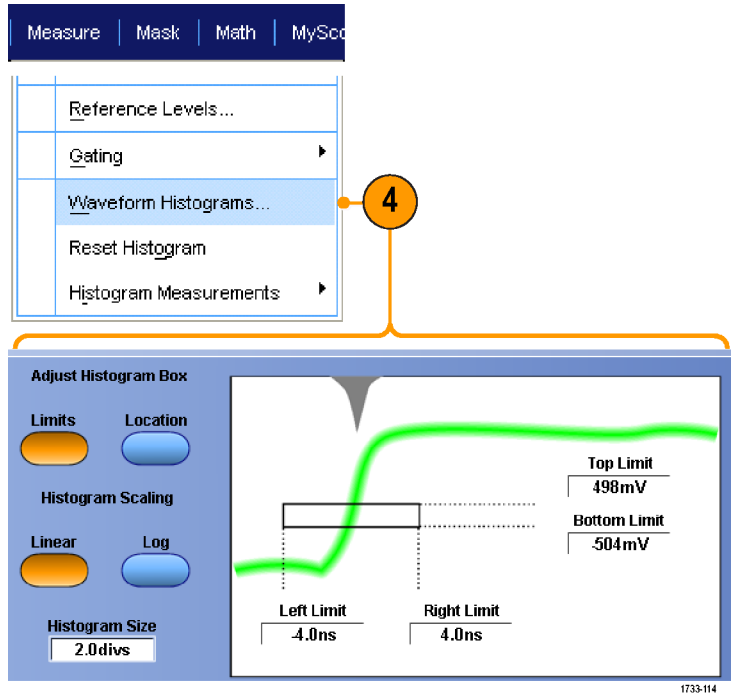 Measure | Mask | Math | MySco
Reference Levels...
Gating
Waveform Histograms...
4
Reset Histogram
Histogram Measurements
Adjust Histogram Box
Limits Location
Histogram Scaling
Linear Log
Histogram Size
2.0divs
Top Limit
498mV
Bottom Limit
-504mV
Left Limit Right Limit
-4.0ns 4.0ns
1733-114